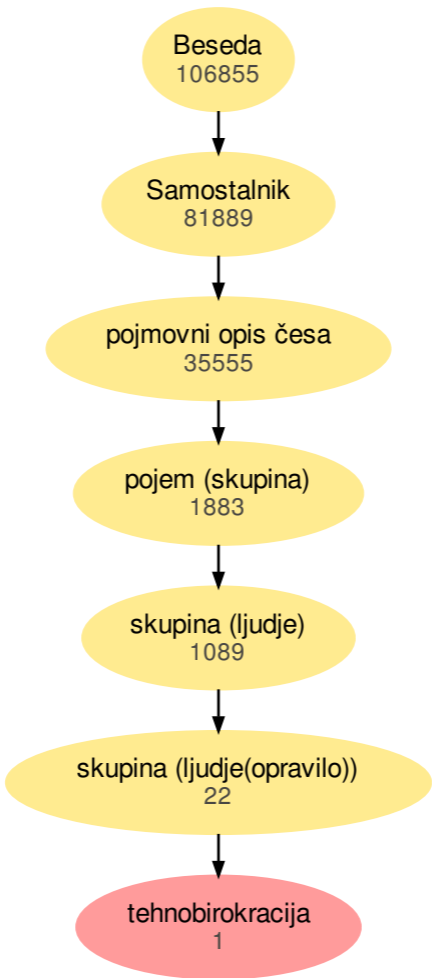 Beseda
106855
Samostalnik
81889
pojmovni opis česa
35555
pojem (skupina)
1883
skupina (ljudje)
1089
skupina (ljudje(opravilo))
22
tehnobirokracija
1